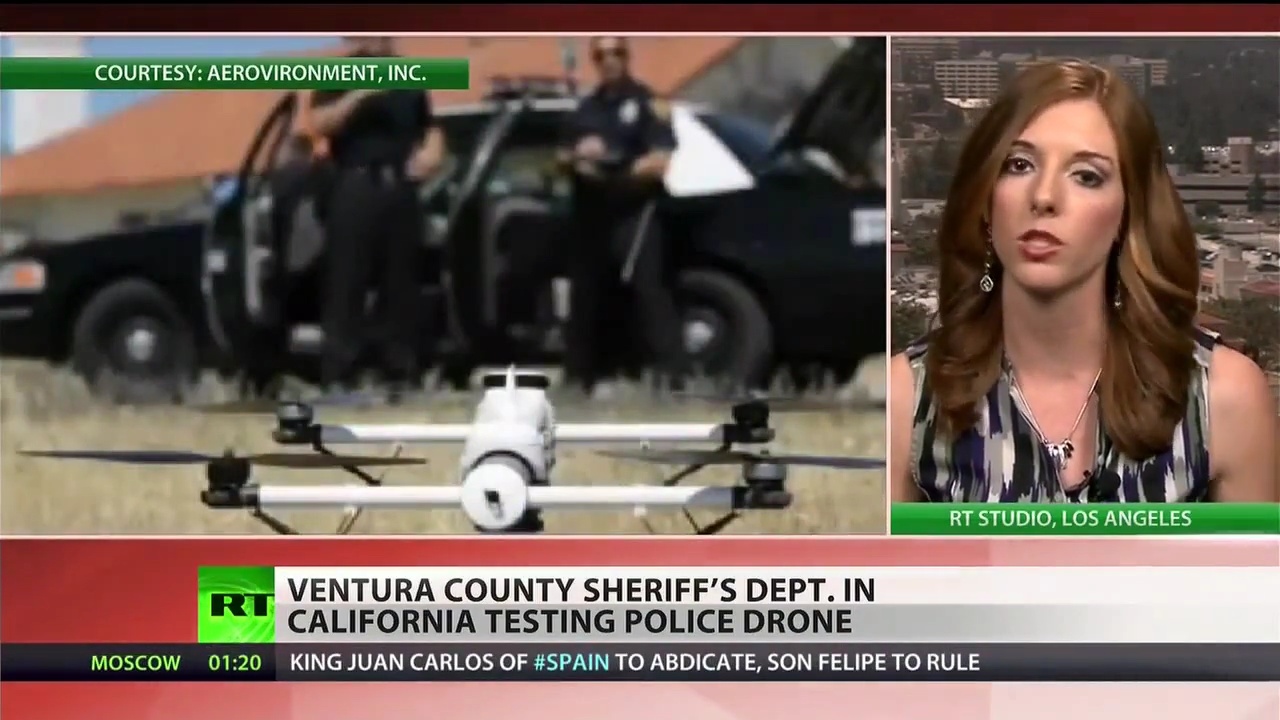 COURTESY: AEROVIRONMENT, INC.
RT STUDIO, LOS ANGELES
RT
VENTURA COUNTY SHERIFF'S DEPT. IN
CALIFORNIA TESTING POLICE DRONE
MOSCOW 01:20 KING JUAN CARLOS OF #SPAIN TO ABDICATE, SON FELIPE TO RULE